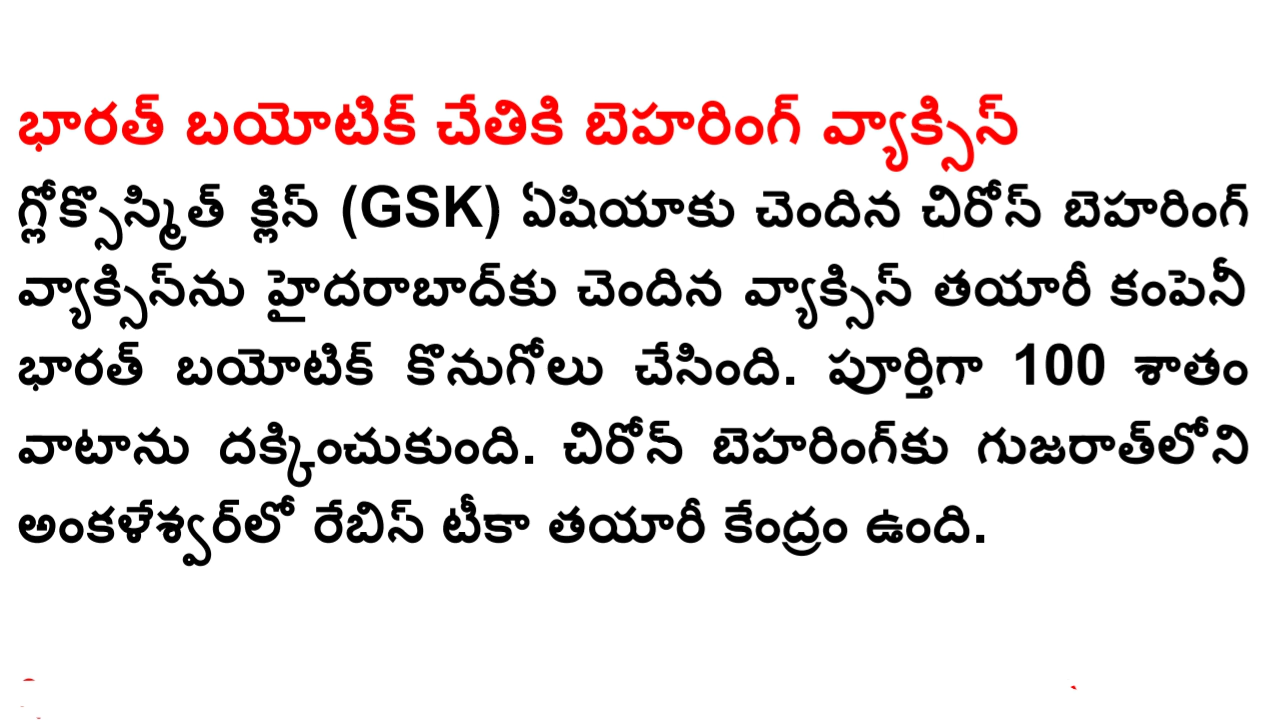 భారత్ బయోటిక్ చేతికి బెహరింగ్ వ్యాక్సిస్
గ్లోక్సొస్మిత్ క్లిస్ (GSK) ఏషియాకు చెందిన చిరోస్ బెహరింగ్
వ్యాక్సిస్‌ను హైదరాబాద్‌కు చెందిన వ్యాక్సిస్ తయారీ కంపెనీ
భారత్ బయోటిక్ కొనుగోలు చేసింది. పూర్తిగా 100 శాతం
వాటాను దక్కించుకుంది. చిరోస్ బెహరింగ్‌కు గుజరాత్‌లోని
అంకళేశ్వర్‌లో రేబిస్ టీకా తయారీ కేంద్రం ఉంది.